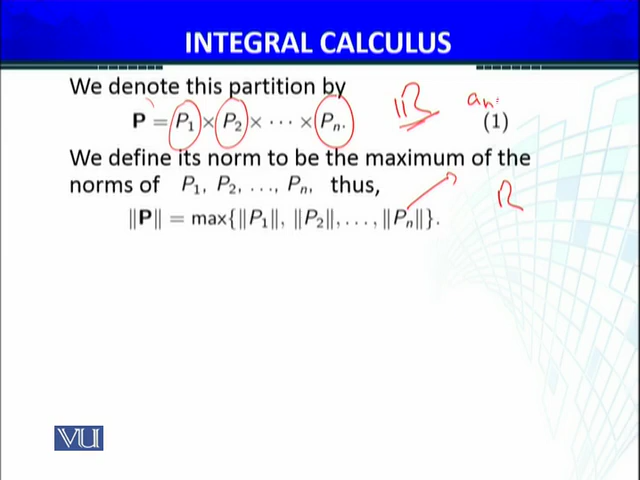 INTEGRAL CALCULUS
We denote this partition by
P = P₁ × P₂ × ··· × Pₙ. (1)
We define its norm to be the maximum of the
norms of P₁, P₂, ..., Pₙ, thus,
‖P‖ = max{‖P₁‖, ‖P₂‖, ..., ‖Pₙ‖}.
ℝ
R
VU